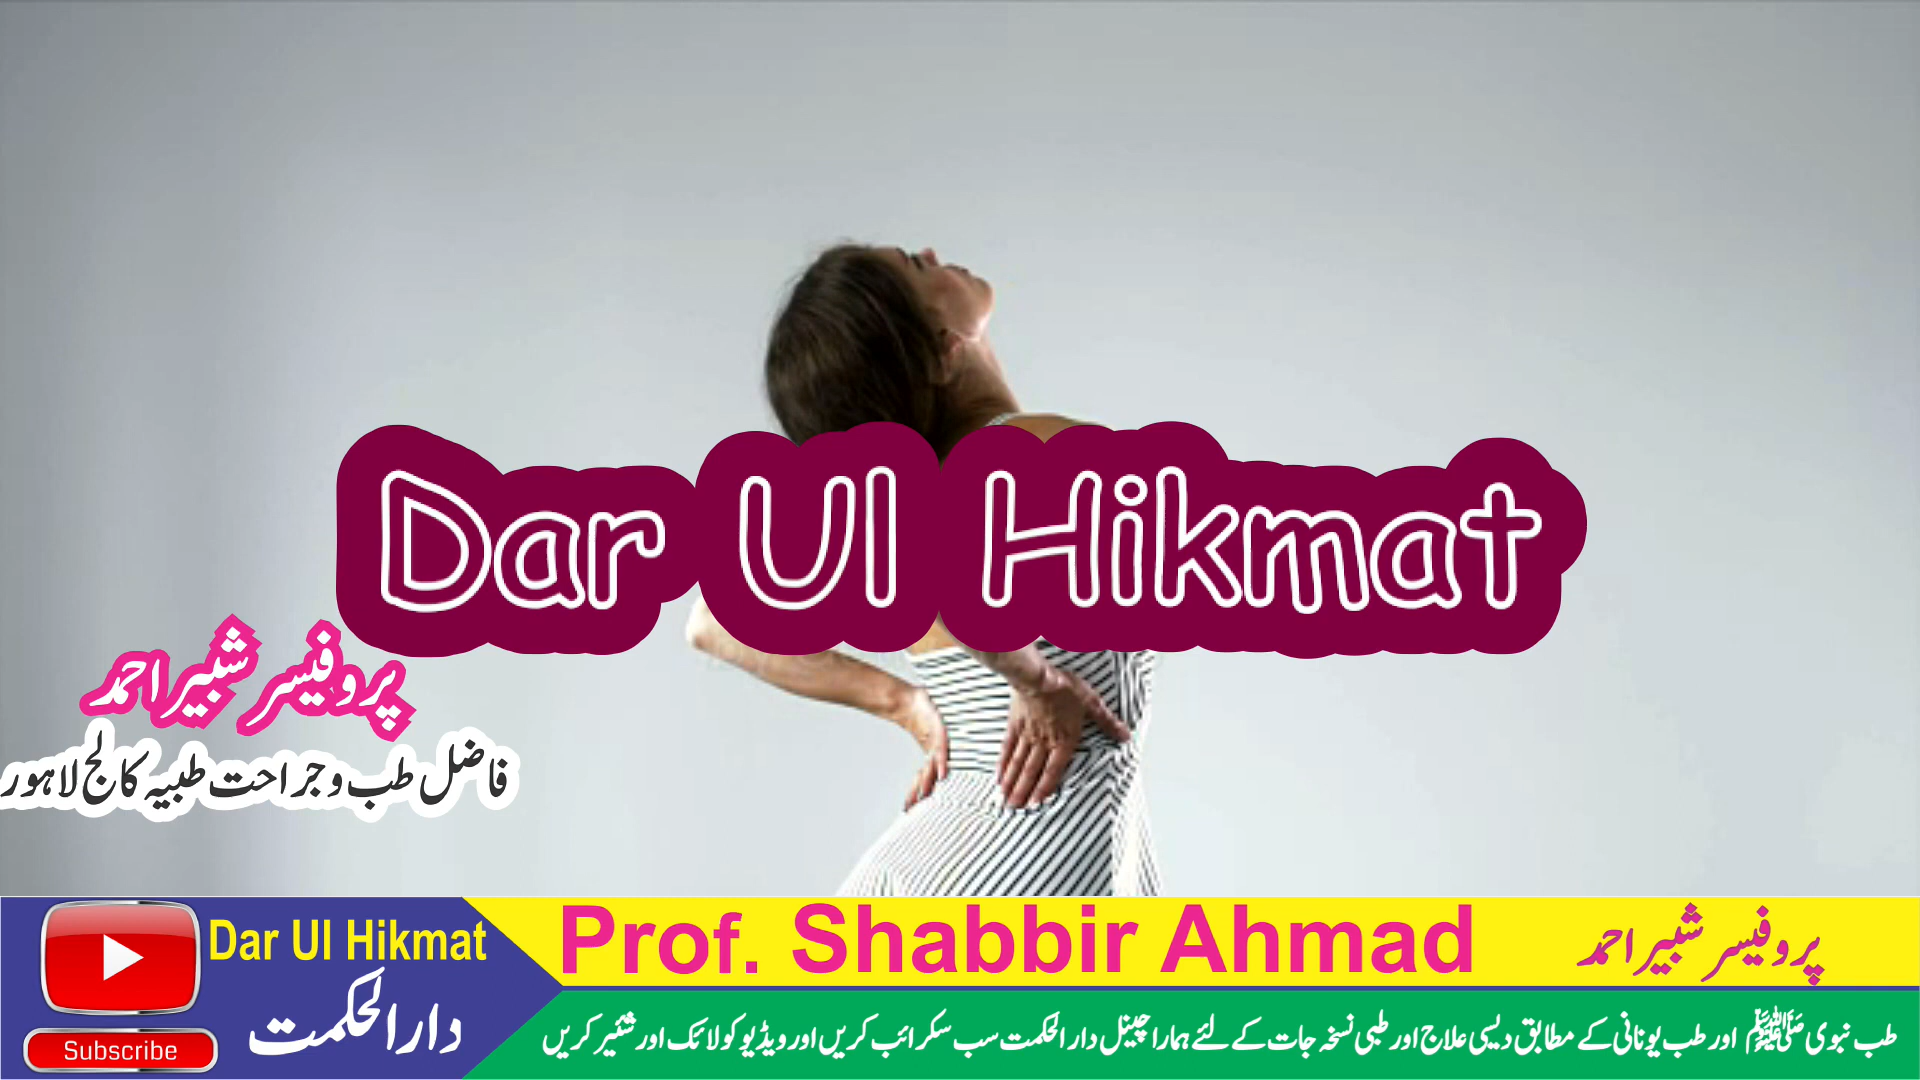 Dar Ul Hikmat
پروفیسر شبیر احمد
فاضل طب و جراحت طبیہ کالج لاہور
Dar Ul Hikmat
دارالحکمت
Subscribe
Prof. Shabbir Ahmad
پروفیسر شبیر احمد
طب نبوی ﷺ اور طب یونانی کے مطابق دیسی علاج اور طبی نسخہ جات کے لئے ہمارا چینل دارالحکمت سب سکرائب کریں اور ویڈیو کو لائک اور شئیر کریں